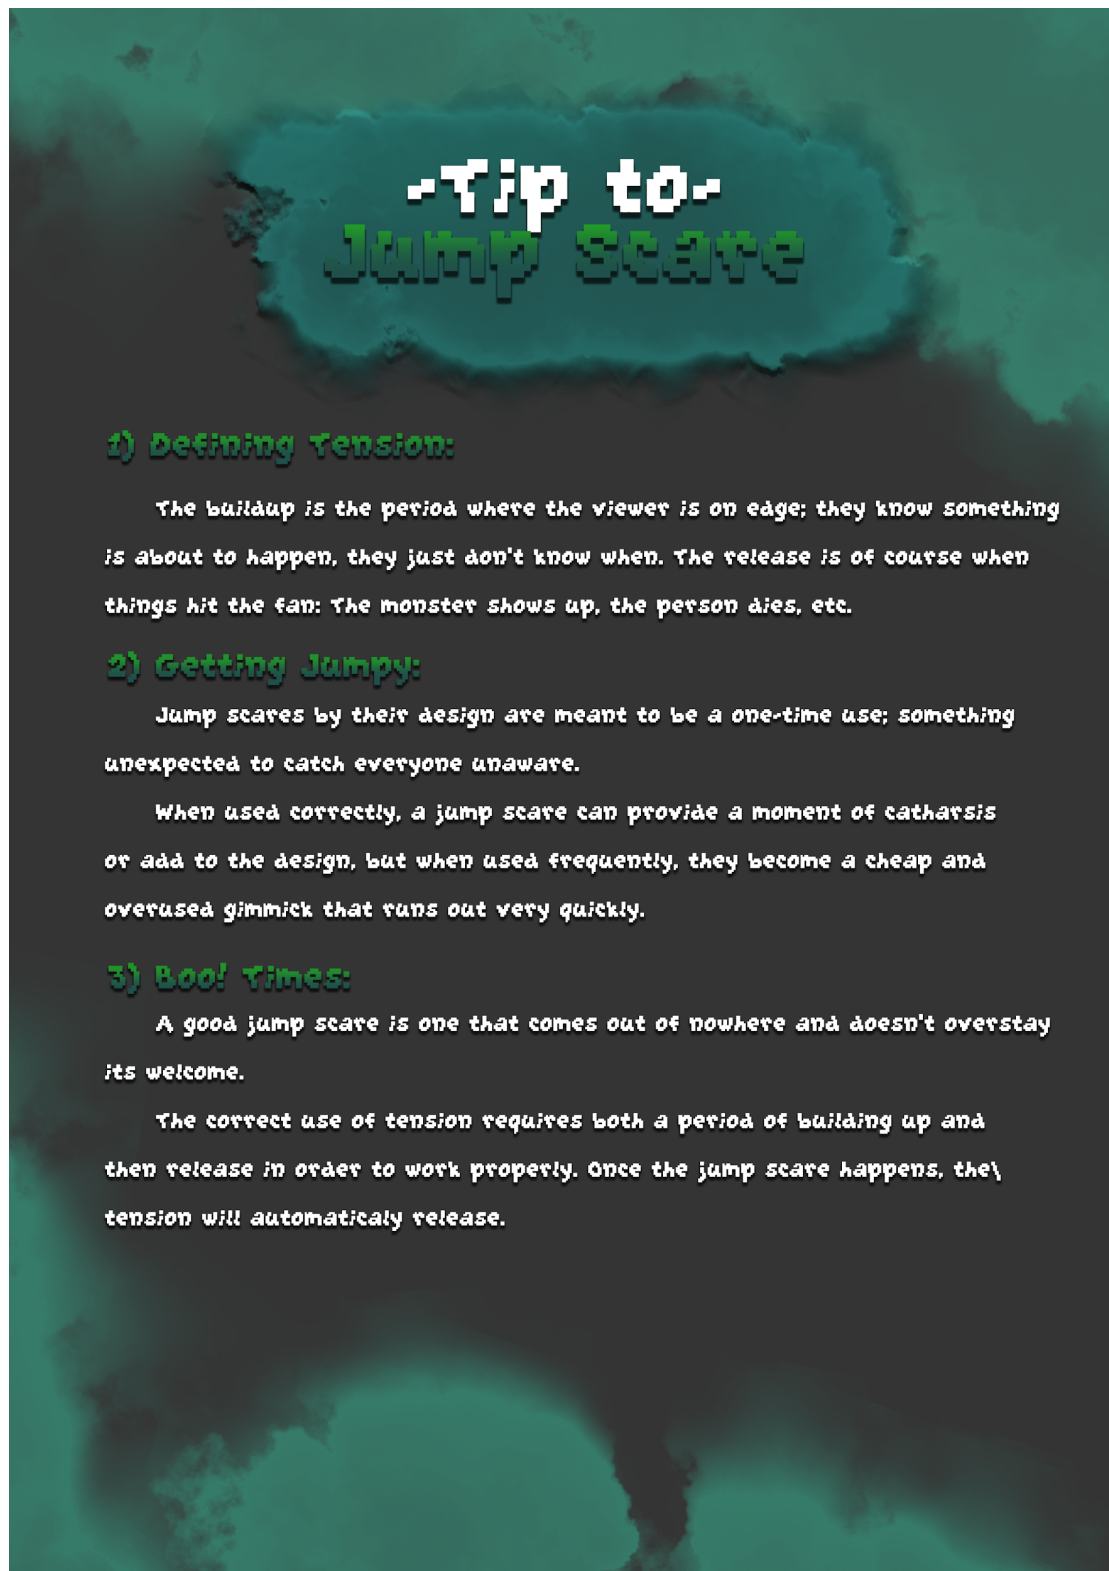 -Tip to-
Jump Scare
1) Defining Tension:
The buildup is the period where the viewer is on edge; they know something
is about to happen, they just don't know when. The release is of course when
things hit the fan: The monster shows up, the person dies, etc.
2) Getting Jumpy:
Jump scares by their design are meant to be a one-time use; something
unexpected to catch everyone unaware.
When used correctly, a jump scare can provide a moment of catharsis
or add to the design, but when used frequently, they become a cheap and
overused gimmick that runs out very quickly.
3) Boo! Times:
A good jump scare is one that comes out of nowhere and doesn't overstay
its welcome.
The correct use of tension requires both a period of building up and
then release in order to work properly. Once the jump scare happens, the\
tension will automaticaly release.